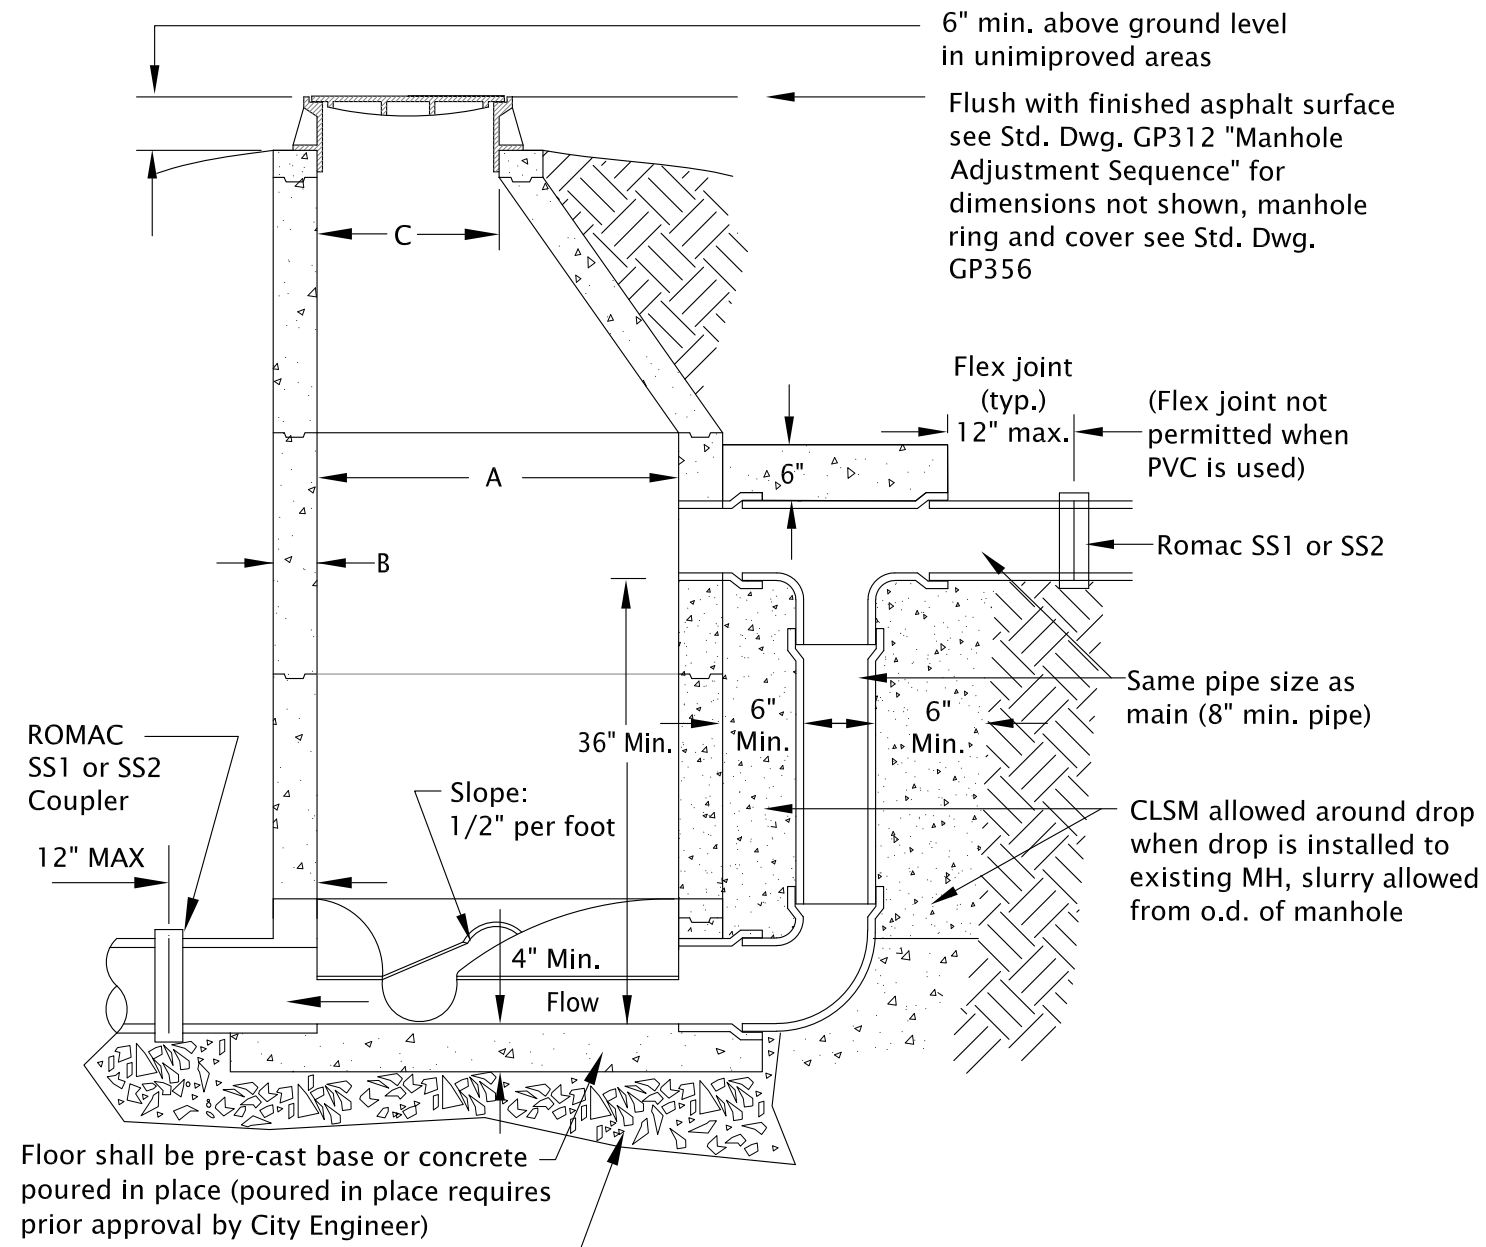 6" min. above ground level
in unimiproved areas
Flush with finished asphalt surface
see Std. Dwg. GP312 "Manhole
Adjustment Sequence" for
dimensions not shown, manhole
ring and cover see Std. Dwg.
GP356
C
Flex joint
(typ.)
12" max.
(Flex joint not
permitted when
PVC is used)
A
6"
B
Romac SS1 or SS2
Same pipe size as
main (8" min. pipe)
6"
Min.
6"
Min.
36" Min.
ROMAC
SS1 or SS2
Coupler
Slope:
1/2" per foot
12" MAX
CLSM allowed around drop
when drop is installed to
existing MH, slurry allowed
from o.d. of manhole
4" Min.
Flow
Floor shall be pre-cast base or concrete
poured in place (poured in place requires
prior approval by City Engineer)